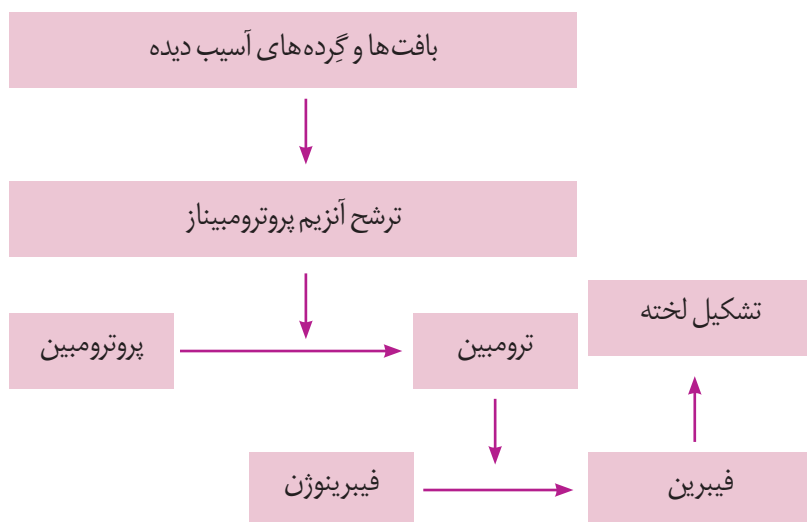 بافت‌ها و گِرده‌های آسیب دیده
ترشح آنزیم پروترومبیناز
تشکیل لخته
پروترومبین
ترومبین
فیبرینوژن
فیبرین